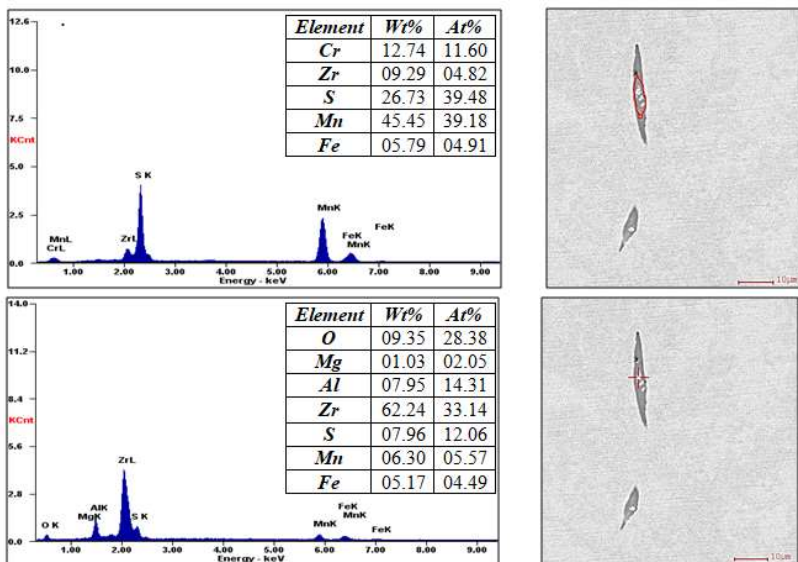 12.6
10.0
7.5
KCnt
5.0
2.5
0.0
MnL
CrL
ZrL
S K
MnK
FeK
MnK
FeK
1.00 2.00 3.00 4.00 5.00 6.00 7.00 8.00 9.00
Energy - keV
Element Wt% At%
Cr 12.74 11.60
Zr 09.29 04.82
S 26.73 39.48
Mn 45.45 39.18
Fe 05.79 04.91
10µm
14.0
11.2
8.4
KCnt
5.6
2.8
0.0
O K
MgK
AlK
ZrL
S K
MnK
FeK
MnK
FeK
1.00 2.00 3.00 4.00 5.00 6.00 7.00 8.00 9.00
Energy - keV
Element Wt% At%
O 09.35 28.38
Mg 01.03 02.05
Al 07.95 14.31
Zr 62.24 33.14
S 07.96 12.06
Mn 06.30 05.57
Fe 05.17 04.49
10µm